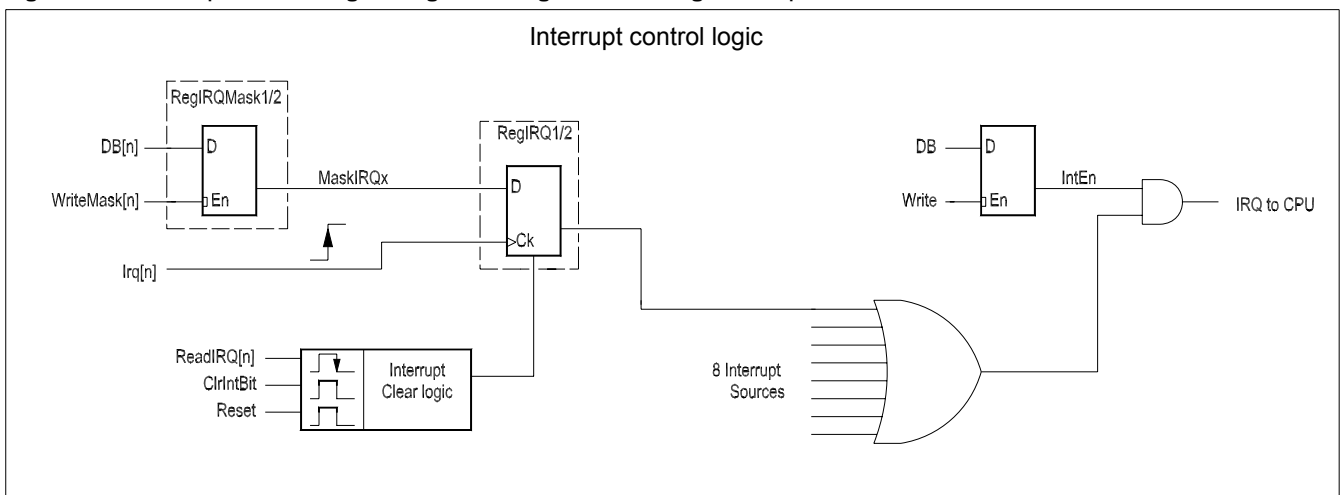 Interrupt control logic
RegIRQMask1/2
RegIRQ1/2
DB[n]
D
MaskIRQx
WriteMask[n]
En
D
Ck
Irq[n]
DB
D
IntEn
Write
En
IRQ to CPU
ReadIRQ[n]
ClrIntBit
Reset
Interrupt
Clear logic
8 Interrupt
Sources